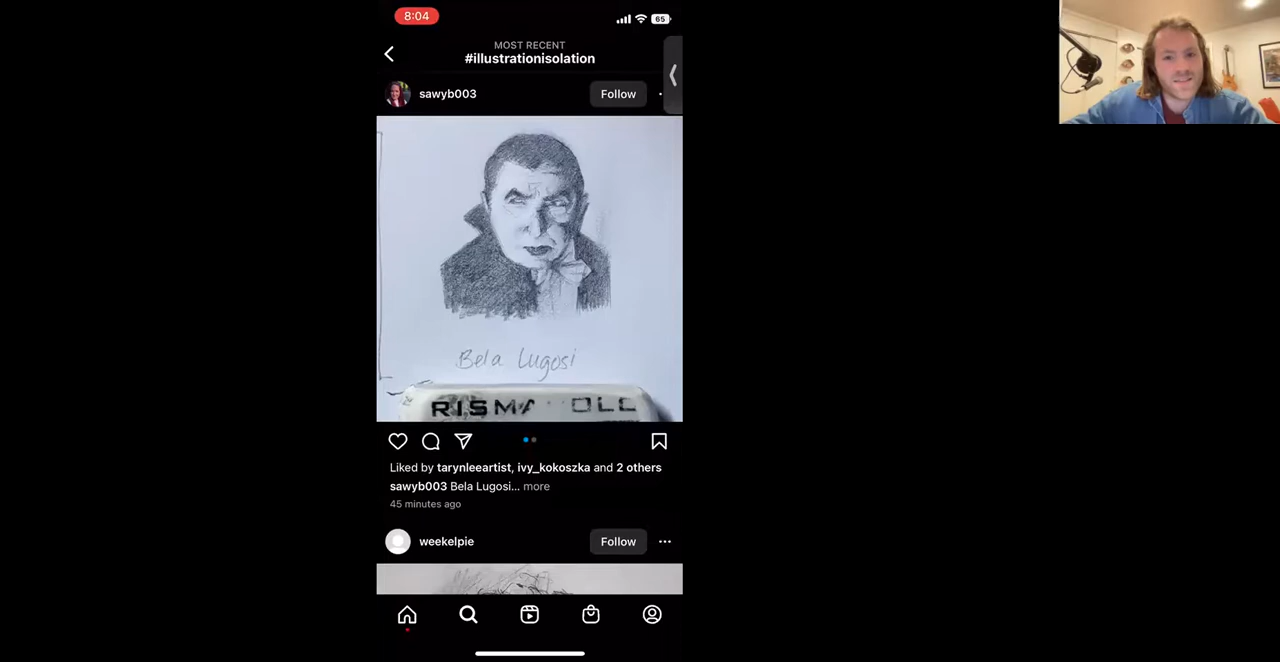 8:04
65
MOST RECENT
#illustrationisolation
sawyb003
Follow
Bela Lugosi
Liked by tarynleeartist, ivy_kokoszka and 2 others
sawyb003 Bela Lugosi... more
45 minutes ago
weekelpie
Follow